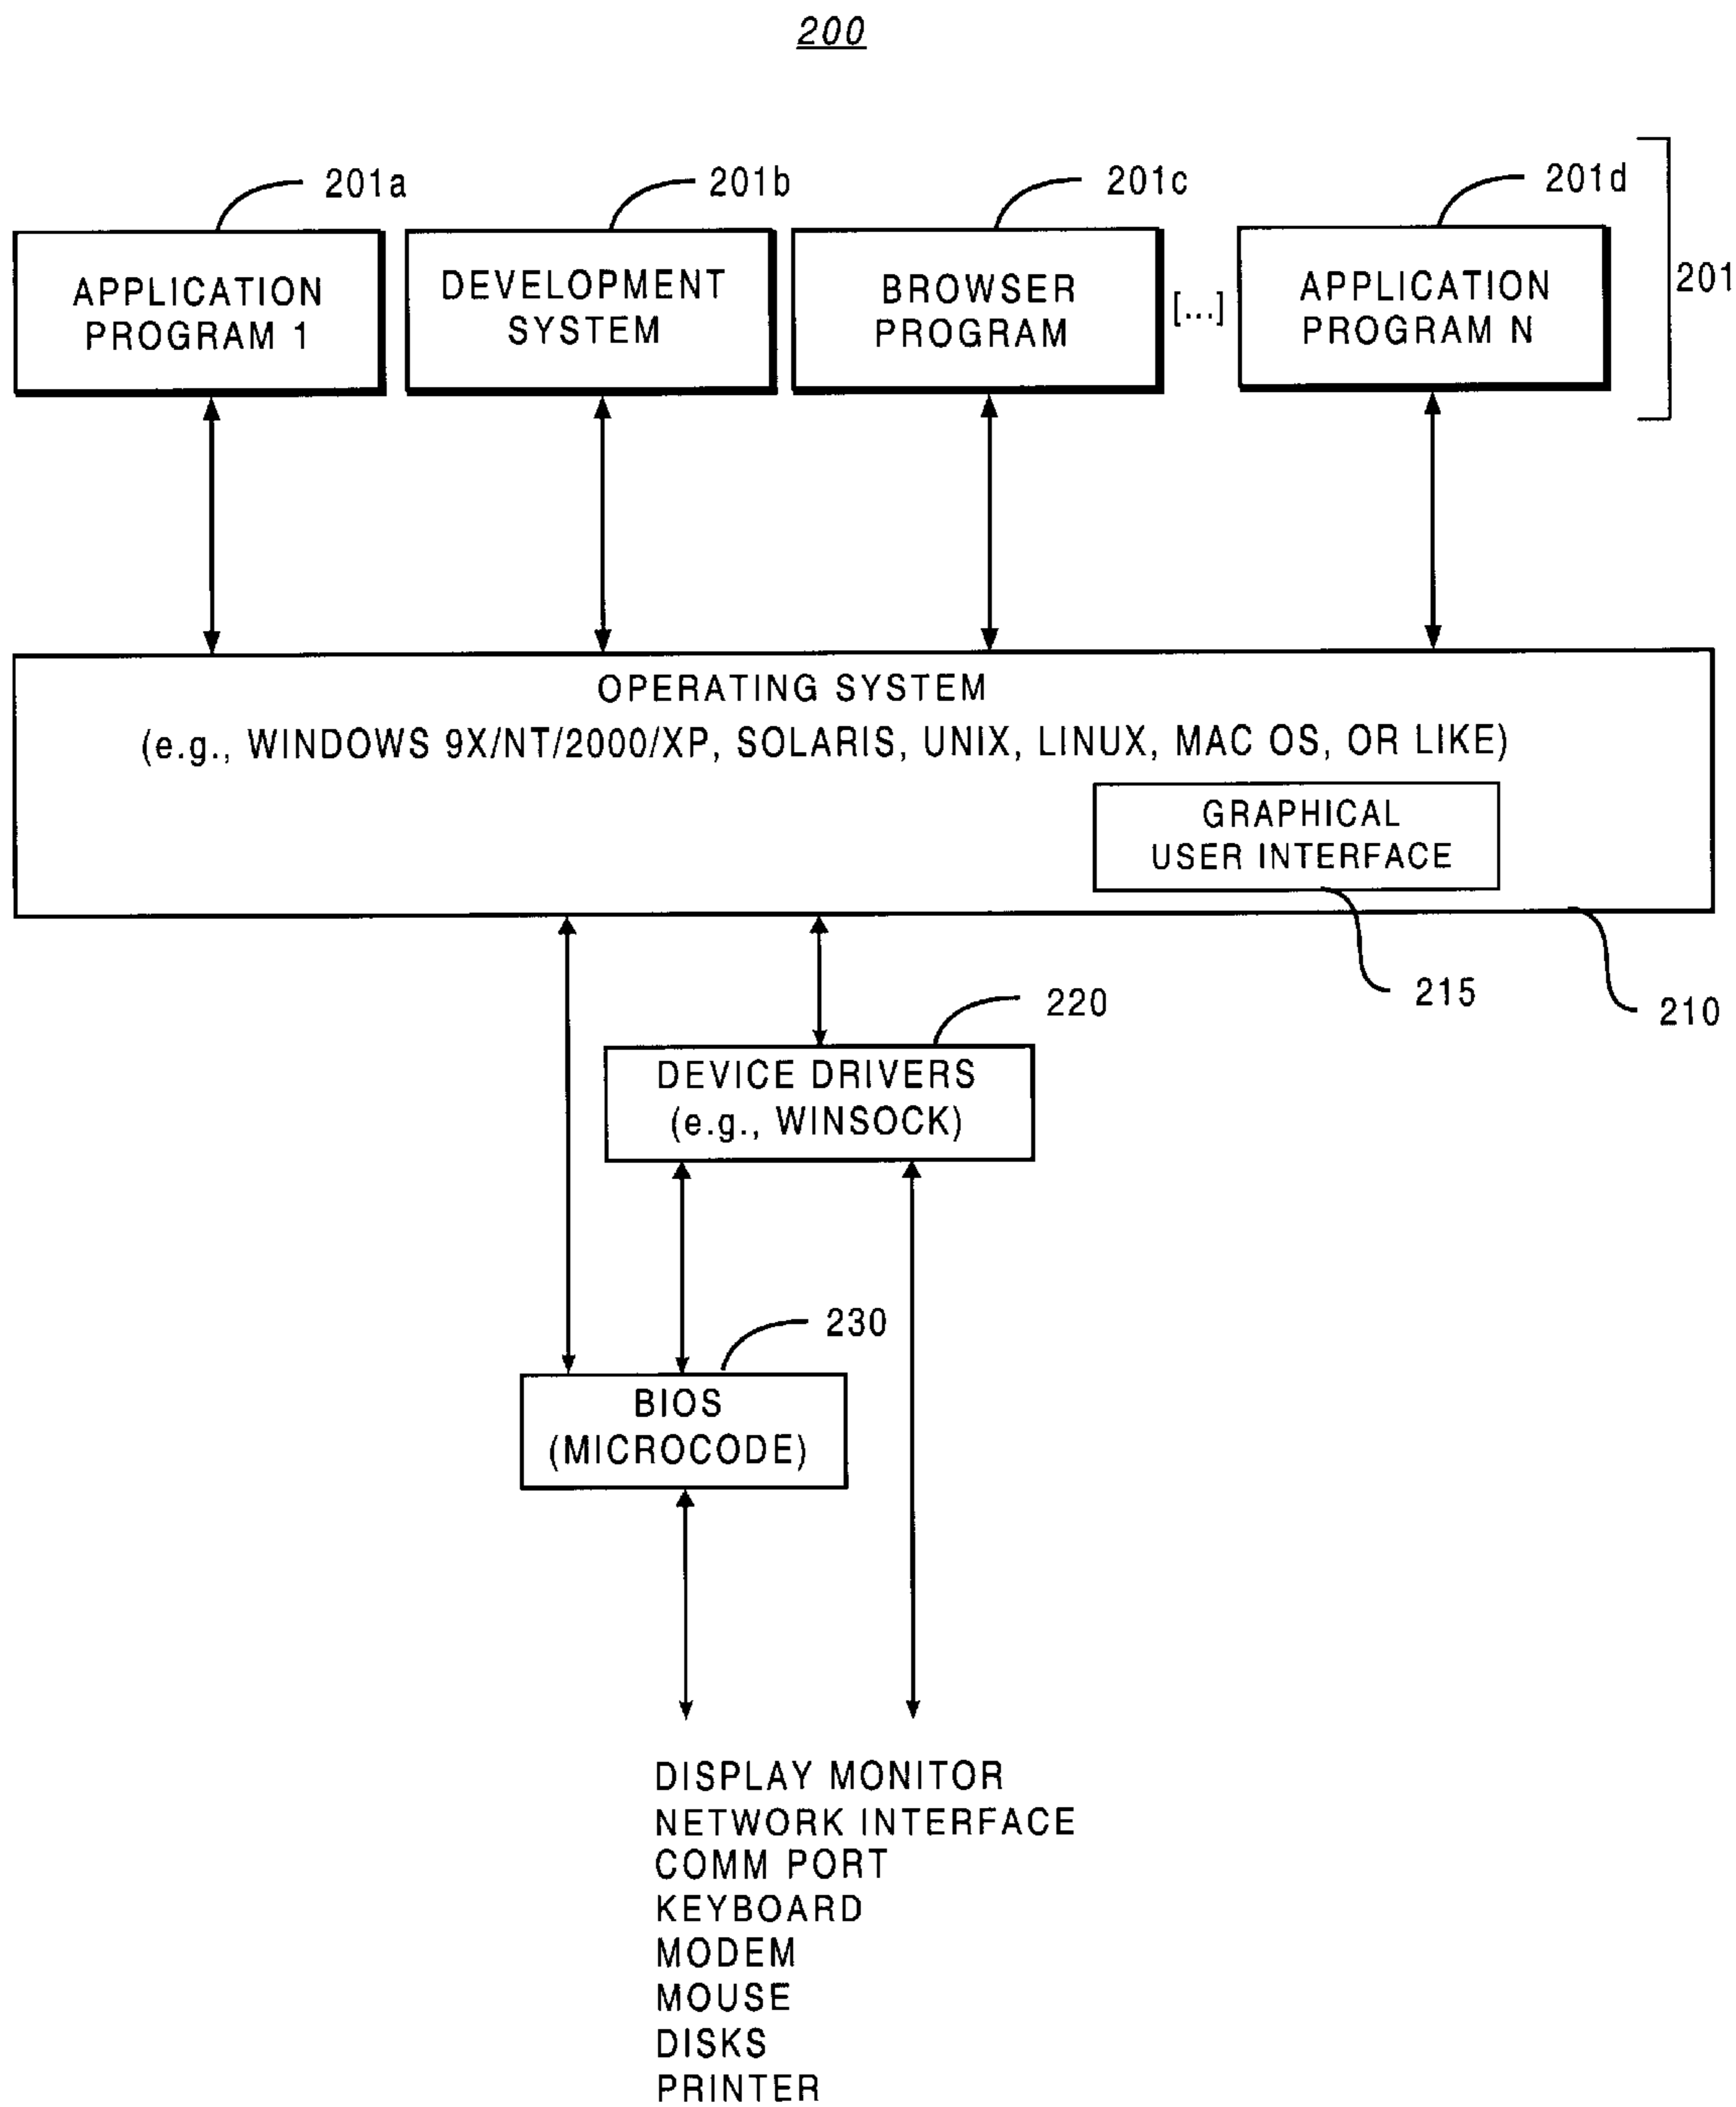 200
201a
201b
201c
201d
201
APPLICATION
PROGRAM 1
DEVELOPMENT
SYSTEM
BROWSER
PROGRAM
[...]
APPLICATION
PROGRAM N
OPERATING SYSTEM
(e.g., WINDOWS 9X/NT/2000/XP, SOLARIS, UNIX, LINUX, MAC OS, OR LIKE)
GRAPHICAL
USER INTERFACE
215
210
220
DEVICE DRIVERS
(e.g., WINSOCK)
230
BIOS
(MICROCODE)
DISPLAY MONITOR
NETWORK INTERFACE
COMM PORT
KEYBOARD
MODEM
MOUSE
DISKS
PRINTER